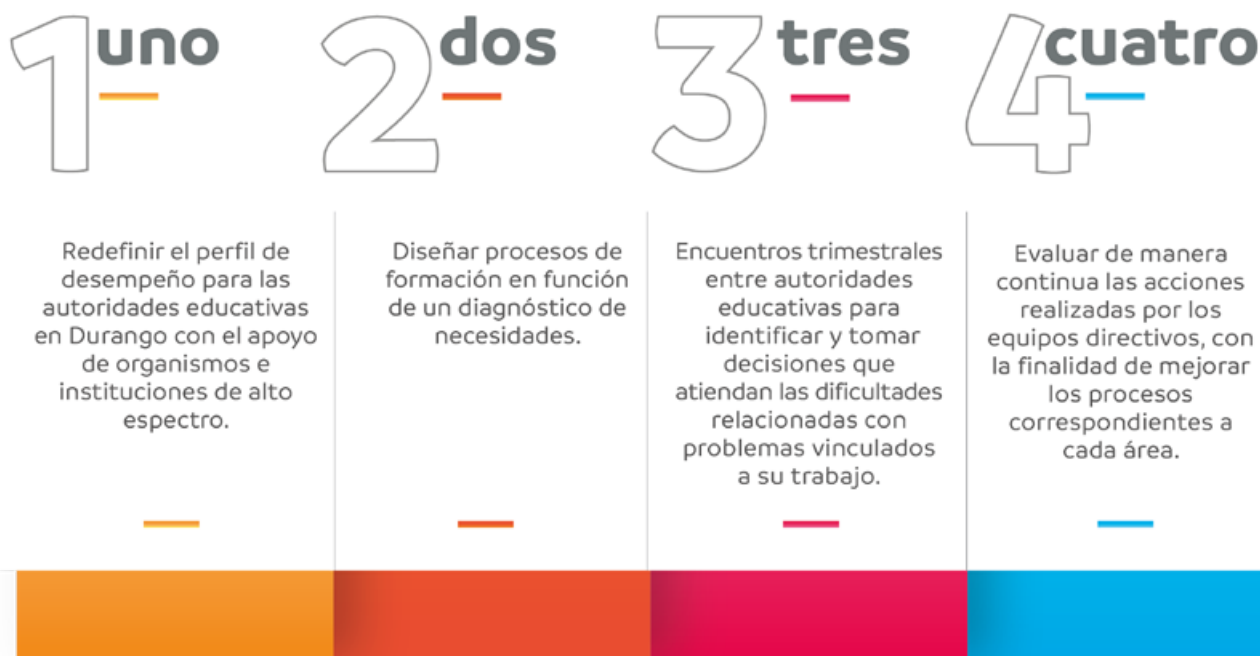 1 uno
Redefinir el perfil de
desempeño para las
autoridades educativas
en Durango con el apoyo
de organismos e
instituciones de alto
espectro.
2 dos
Diseñar procesos de
formación en función
de un diagnóstico de
necesidades.
3 tres
Encuentros trimestrales
entre autoridades
educativas para
identificar y tomar
decisiones que
atiendan las dificultades
relacionadas con
problemas vinculados
a su trabajo.
4 cuatro
Evaluar de manera
continua las acciones
realizadas por los
equipos directivos, con
la finalidad de mejorar
los procesos
correspondientes a
cada área.